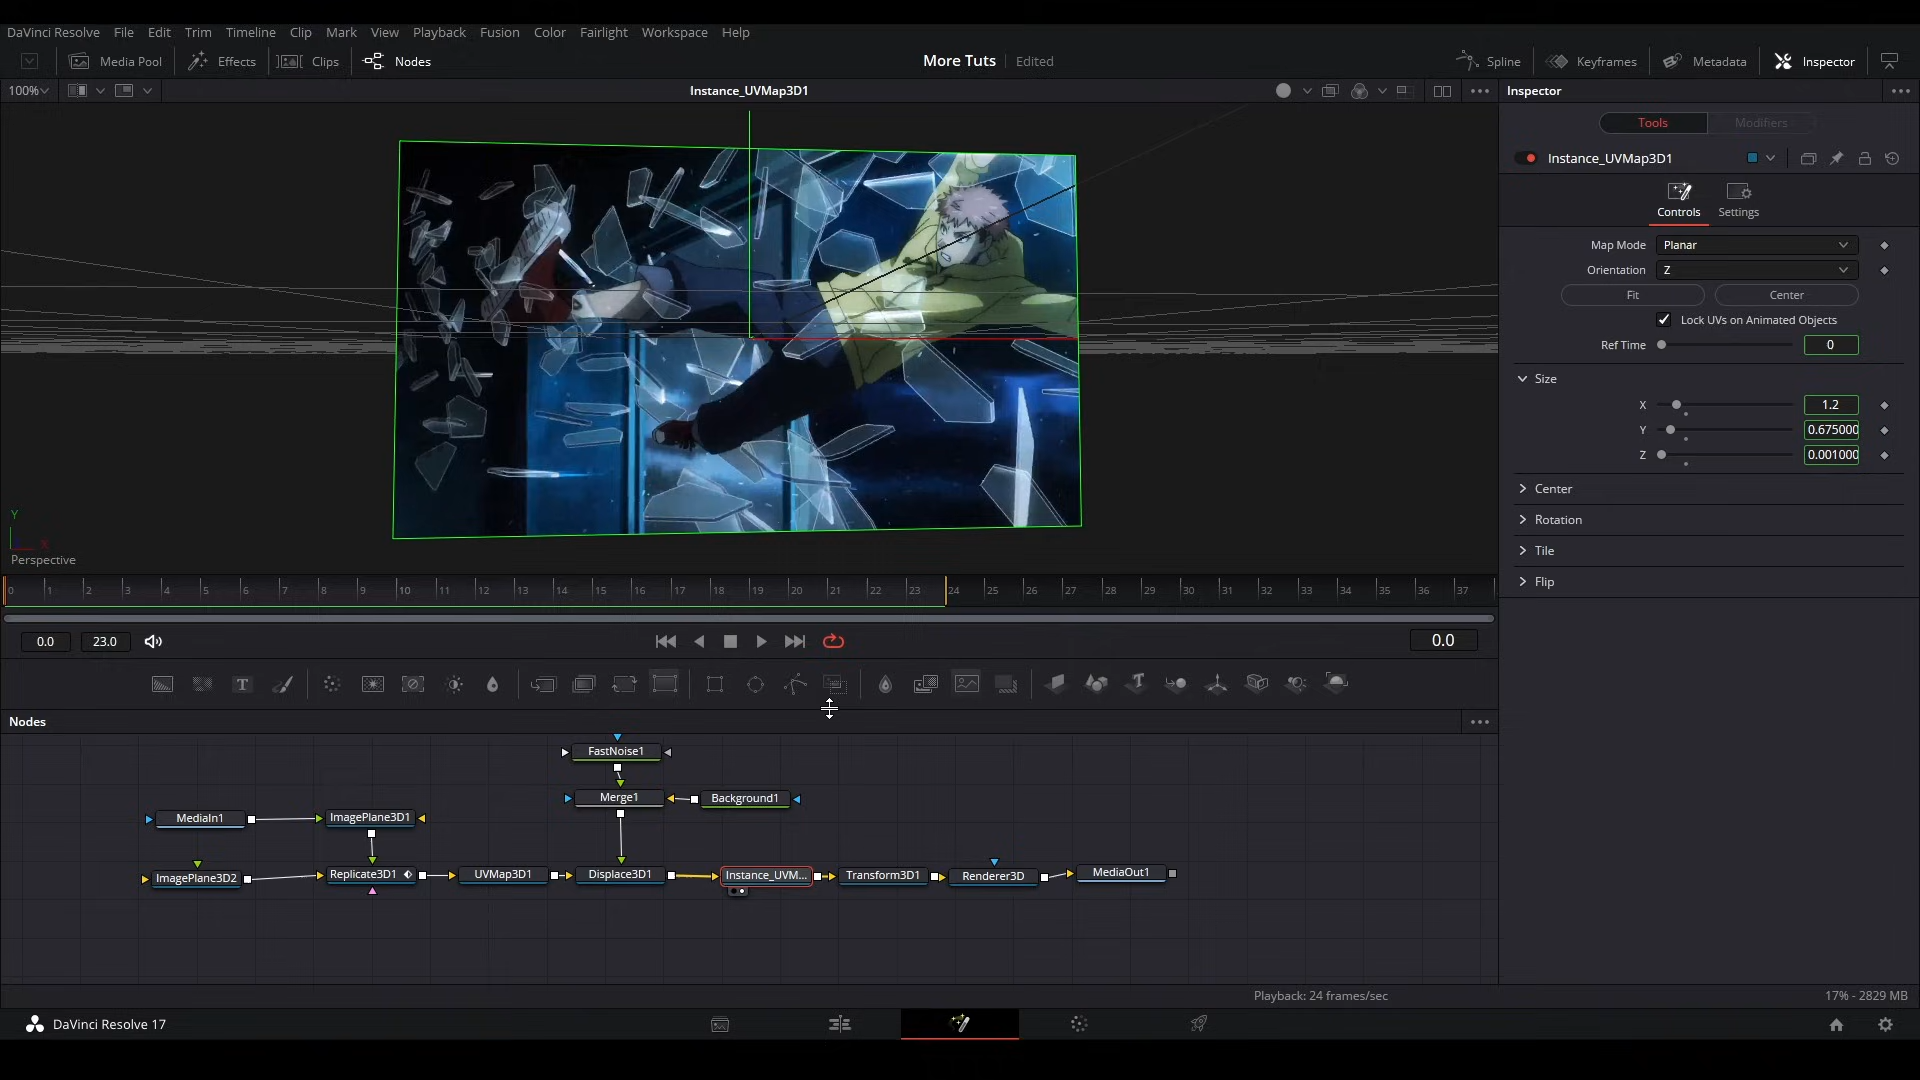 DaVinci Resolve File Edit Trim Timeline Clip Mark View Playback Fusion Color Fairlight Workspace Help
Media Pool Effects Clips Nodes More Tuts Edited Spline Keyframes Metadata Inspector
100% Instance_UVMap3D1 Inspector
Tools Modifiers
Instance_UVMap3D1
Controls Settings
Map Mode Planar
Orientation Z
Fit Center
Lock UVs on Animated Objects
Ref Time 0
Size
X 1.2
Y 0.675000
Z 0.001000
Center
Rotation
Tile
Flip
Y
X
Perspective
0 1 2 3 4 5 6 7 8 9 10 11 12 13 14 15 16 17 18 19 20 21 22 23 24 25 26 27 28 29 30 31 32 33 34 35 36 37
0.0 23.0 0.0
T
Nodes
FastNoise1
Merge1 Background1
MediaIn1 ImagePlane3D1
ImagePlane3D2 Replicate3D1 UVMap3D1 Displace3D1 Instance_UVM... Transform3D1 Renderer3D MediaOut1
Playback: 24 frames/sec 17% - 2829 MB
DaVinci Resolve 17